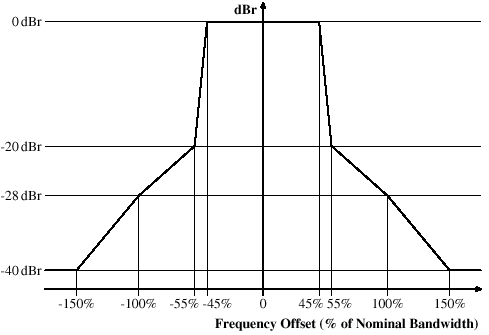 dBr
0 dBr
-20 dBr
-28 dBr
-40 dBr
-150% -100% -55% -45% 0 45% 55% 100% 150%
Frequency Offset (% of Nominal Bandwidth)